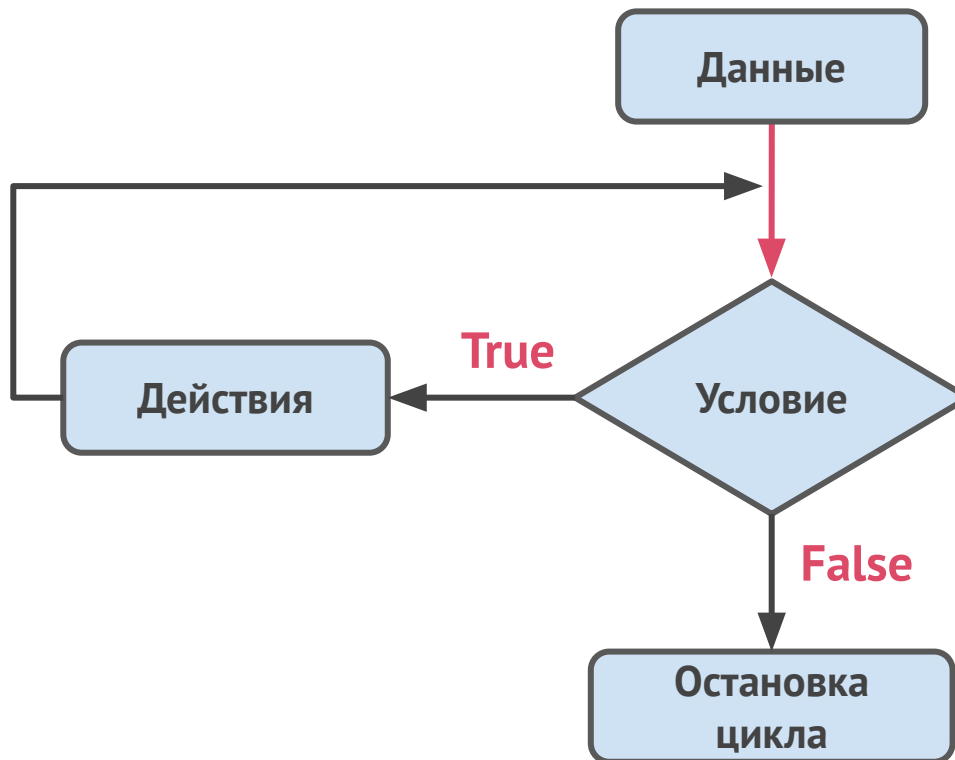 Данные
True
Действия
Условие
False
Остановка
цикла